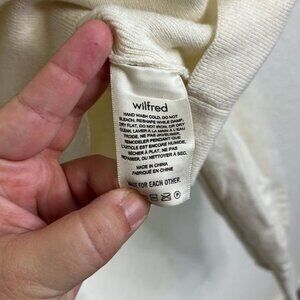 wilfred
HAND WASH COLD, DO NOT
BLEACH, RESHAPE WHILE DAMP,
DRY FLAT, DO NOT IRON, OR DRY
CLEAN, LAVER À LA MAIN À L'EAU
FROIDE, NE PAS JAVELLISER,
REMODELER PENDANT QUE
L'ARTICLE EST ENCORE HUMIDE,
SÉCHER À PLAT, NE PAS
REPASSER, OU NETTOYER À SEC.
MADE IN CHINA
FABRIQUÉ EN CHINE
MADE FOR EACH OTHER